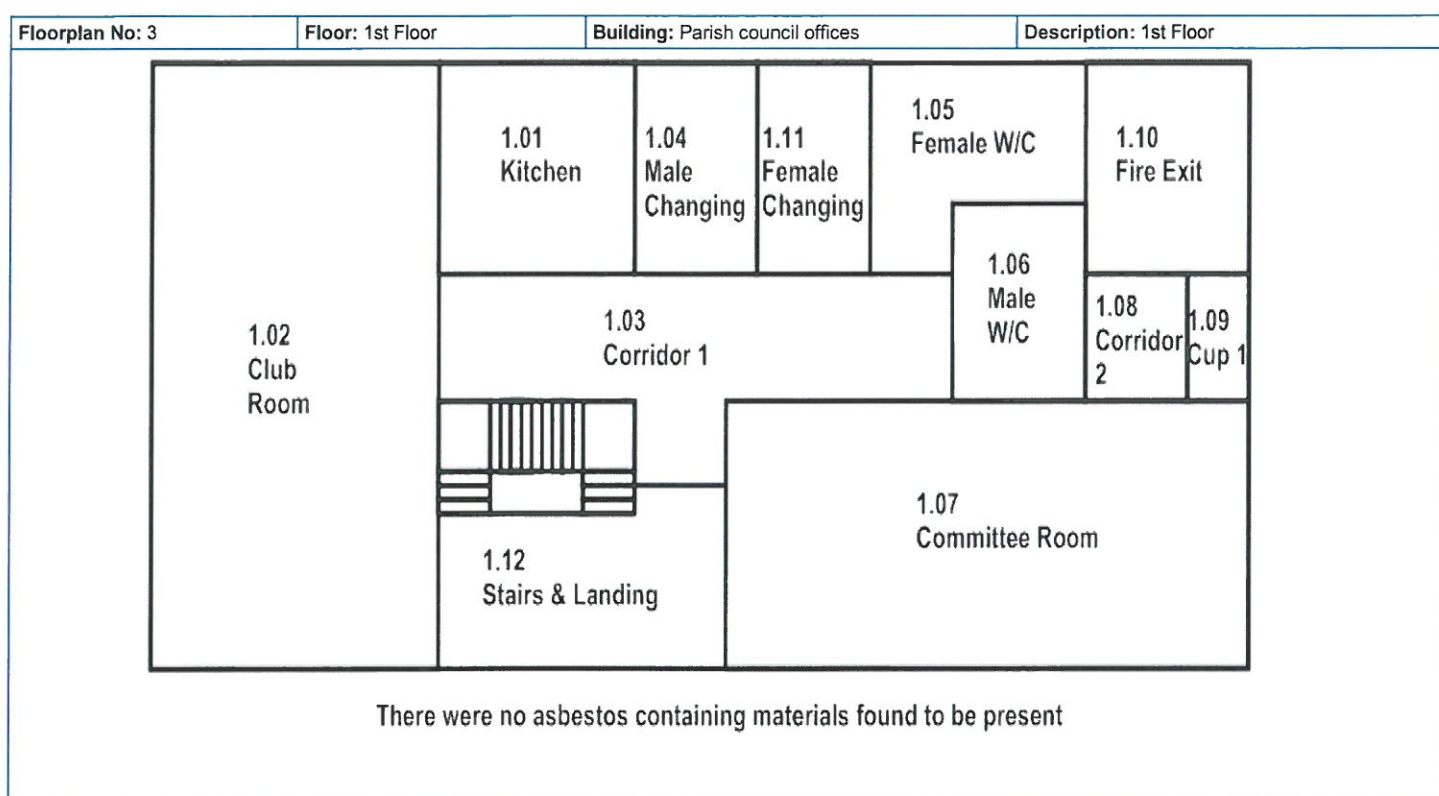 Floorplan No: 3
Floor: 1st Floor
Building: Parish council offices
Description: 1st Floor
1.01
Kitchen
1.04
Male
Changing
1.11
Female
Changing
1.05
Female W/C
1.10
Fire Exit
1.02
Club
Room
1.03
Corridor 1
1.06
Male
W/C
1.08
Corridor
2
1.09
Cup 1
1.07
Committee Room
1.12
Stairs & Landing
There were no asbestos containing materials found to be present